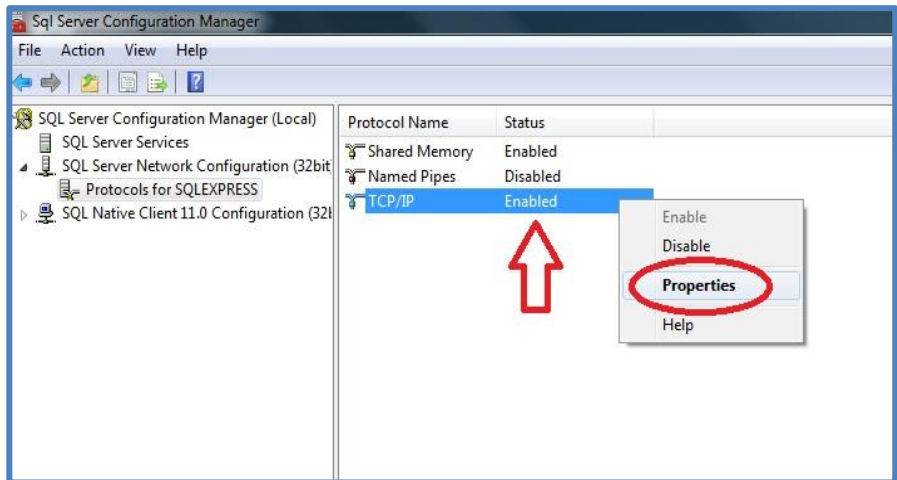 Sql Server Configuration Manager
File Action View Help
SQL Server Configuration Manager (Local)
SQL Server Services
SQL Server Network Configuration (32bit
Protocols for SQLEXPRESS
SQL Native Client 11.0 Configuration (32b
Protocol Name Status
Shared Memory Enabled
Named Pipes Disabled
TCP/IP Enabled
Enable
Disable
Properties
Help